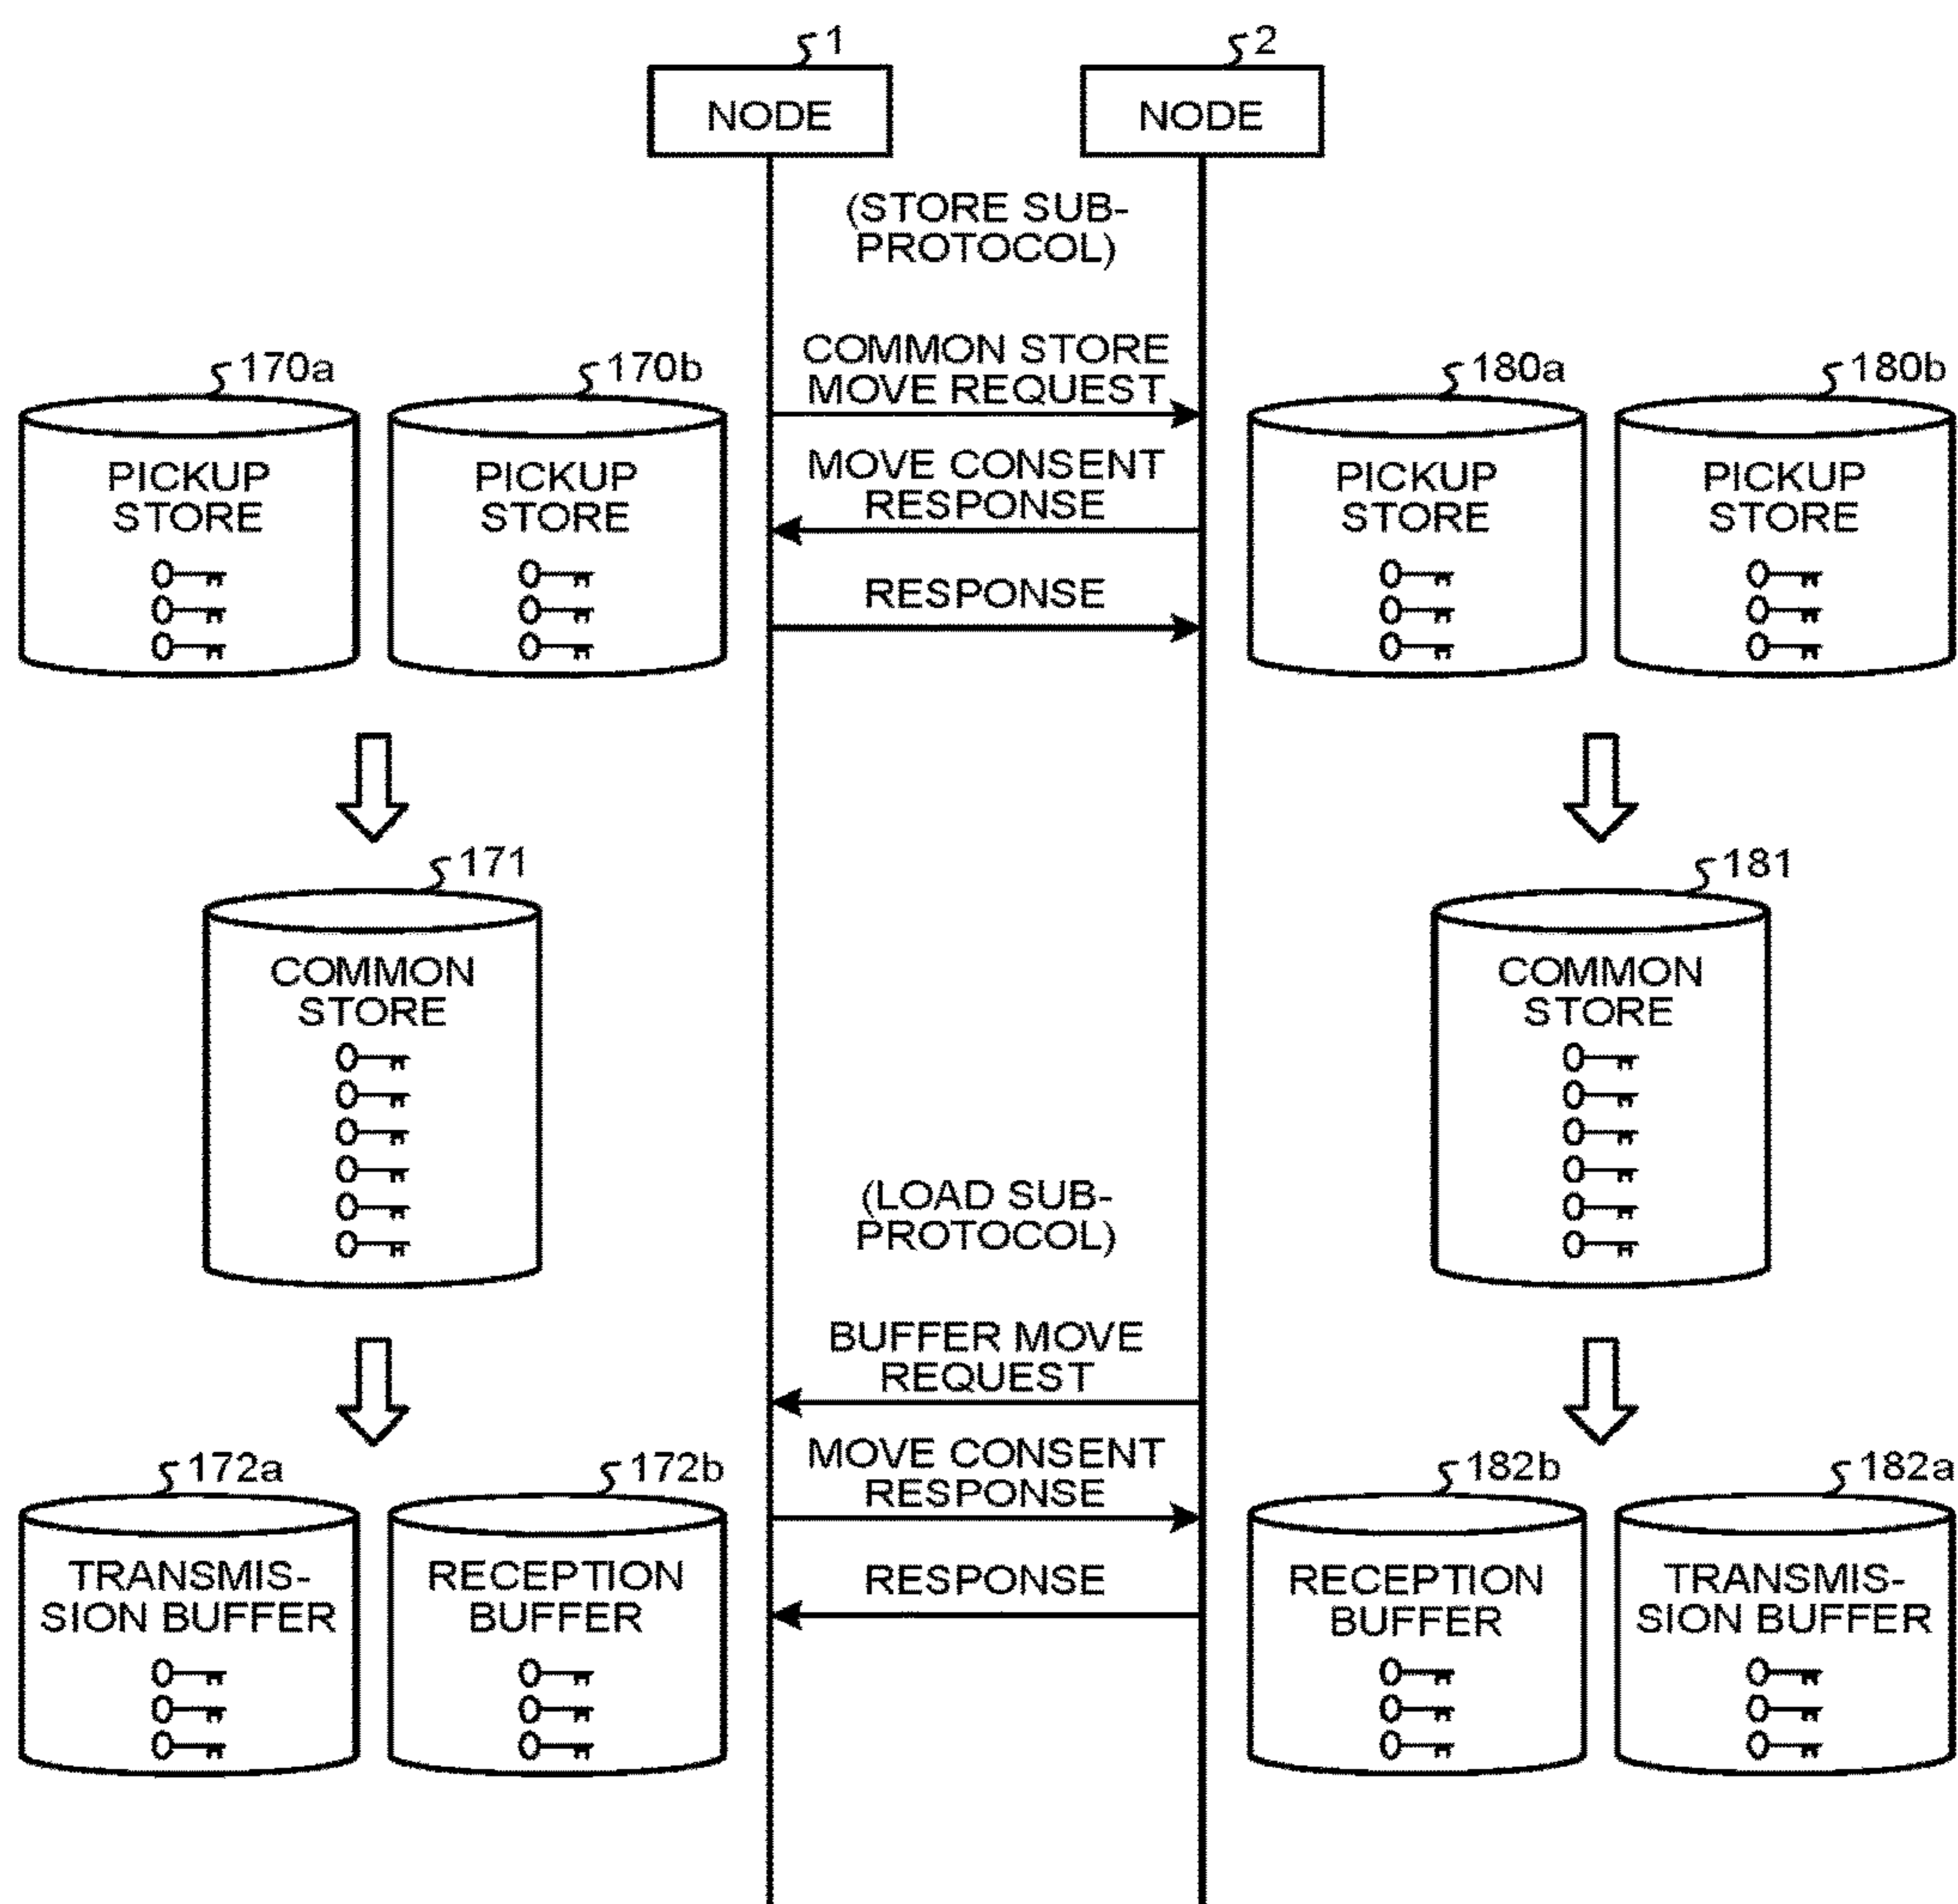 1
2
NODE
NODE
(STORE SUB-
PROTOCOL)
COMMON STORE
MOVE REQUEST
170a
170b
180a
180b
PICKUP
STORE
PICKUP
STORE
MOVE CONSENT
RESPONSE
PICKUP
STORE
PICKUP
STORE
RESPONSE
171
181
COMMON
STORE
COMMON
STORE
(LOAD SUB-
PROTOCOL)
BUFFER MOVE
REQUEST
MOVE CONSENT
RESPONSE
172a
172b
182b
182a
TRANSMIS-
SION BUFFER
RECEPTION
BUFFER
RESPONSE
RECEPTION
BUFFER
TRANSMIS-
SION BUFFER